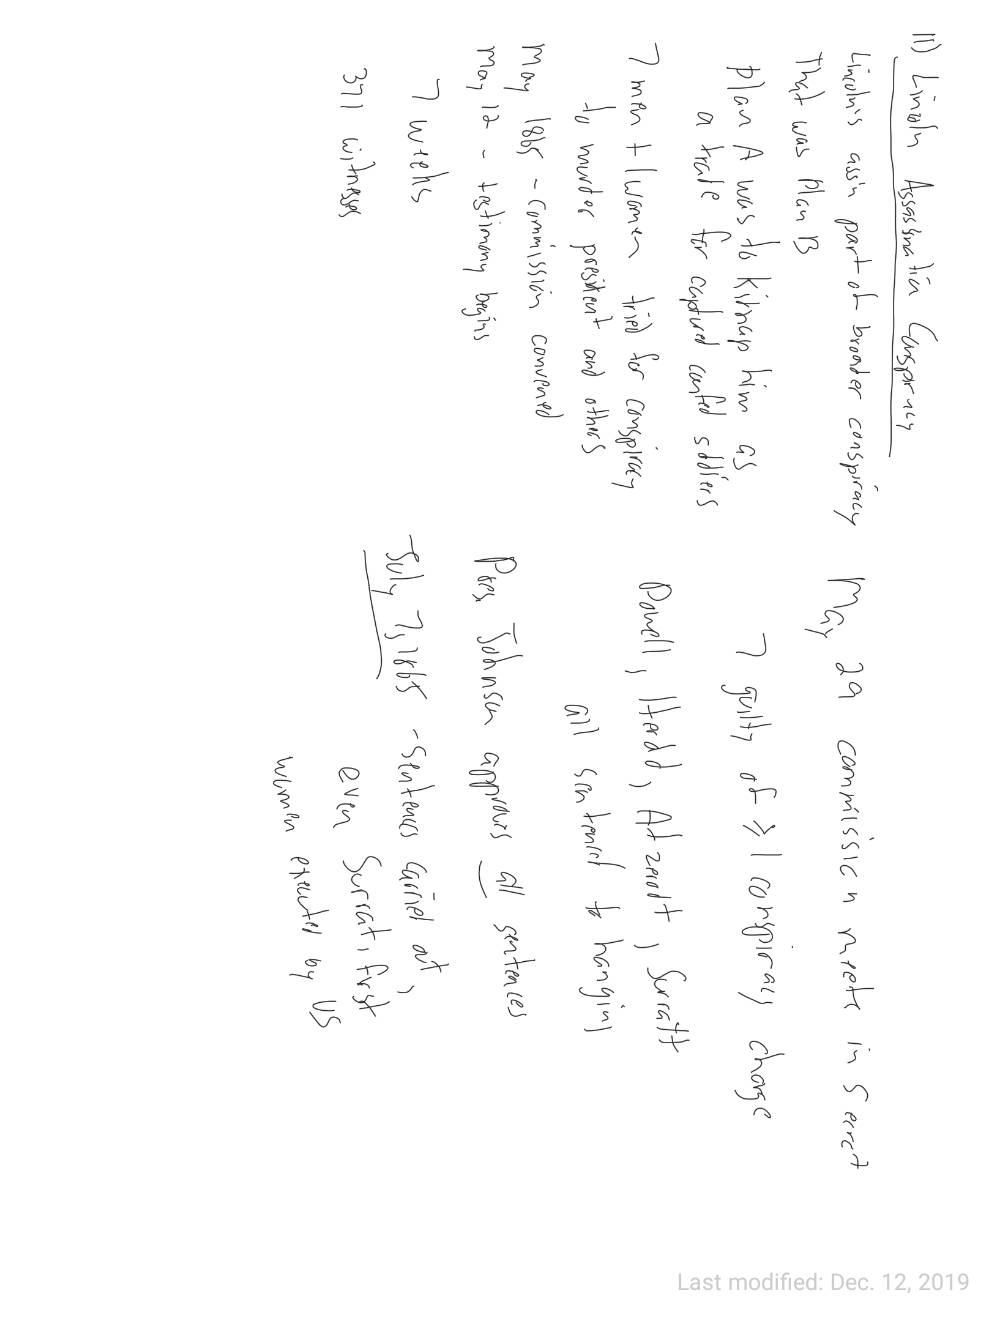 11) Lincoln Assassination Conspiracy
Lincoln's ass'n part of broader conspiracy
That was Plan B
plan A was to Kitnap him as
a trade for captured confed soldiers
7 men + 1 women tried for conspiracy
to murder president and others
May 1865 - Commission convened
May 12 - testimony begins
7 weeks
371 witnesses
May 29 commission meets in Secret
7 guilty of ≥ 1 conspiracy charge
Powell, Herold, Atzerodt, Surratt
all sentenced to hanging
Pres. Johnson approves all sentences
July 7, 1865 - Sentences carried out,
even Surrat, first
women executed by US
Last modified: Dec. 12, 2019